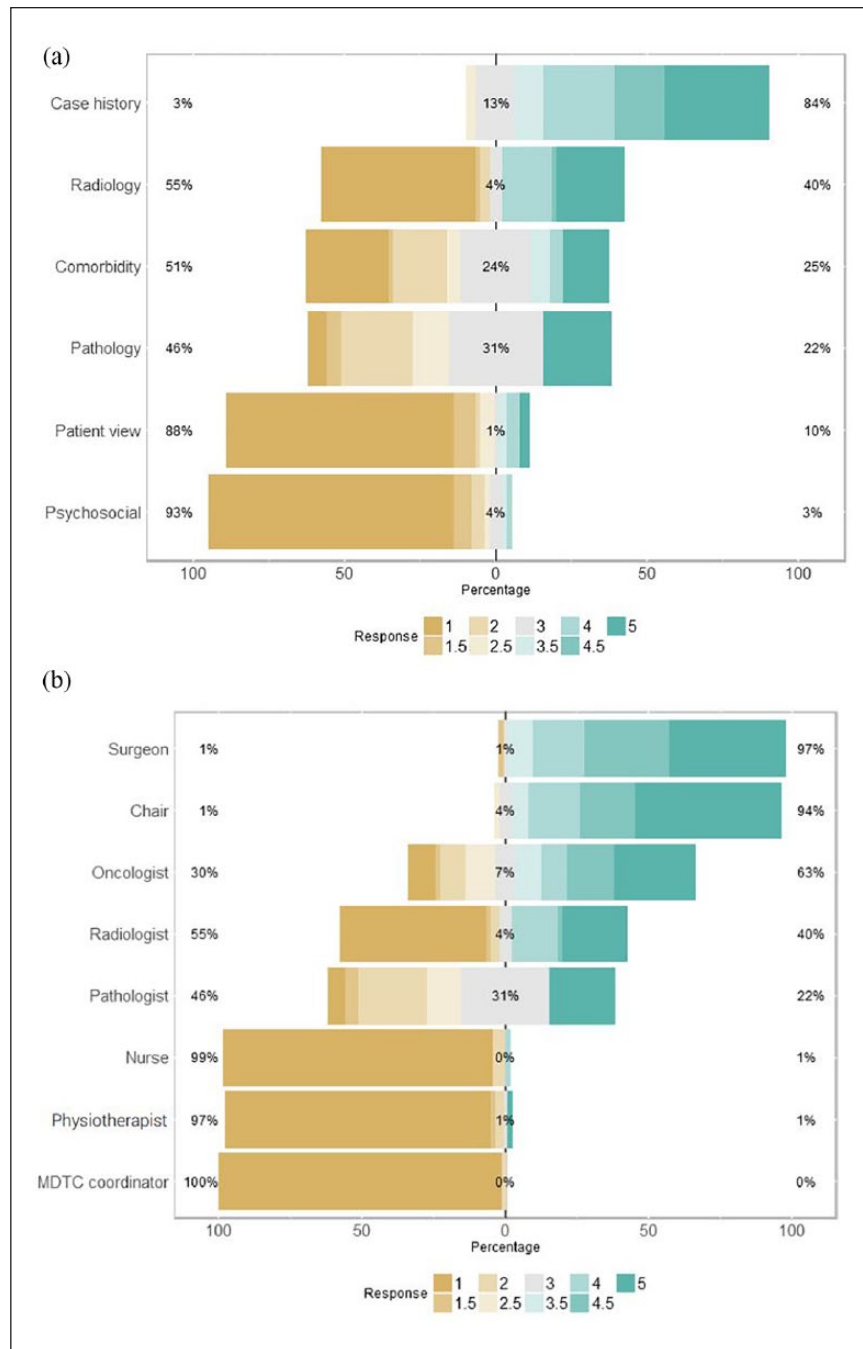 (a)
Case history 3% 13% 84%
Radiology 55% 4% 40%
Comorbidity 51% 24% 25%
Pathology 46% 31% 22%
Patient view 88% 1% 10%
Psychosocial 93% 4% 3%
100 50 0 50 100
Percentage
Response 1 2 3 4 5
1.5 2.5 3.5 4.5
(b)
Surgeon 1% 1% 97%
Chair 1% 4% 94%
Oncologist 30% 7% 63%
Radiologist 55% 4% 40%
Pathologist 46% 31% 22%
Nurse 99% 0% 1%
Physiotherapist 97% 1% 1%
MDTC coordinator 100% 0% 0%
100 50 0 50 100
Percentage
Response 1 2 3 4 5
1.5 2.5 3.5 4.5